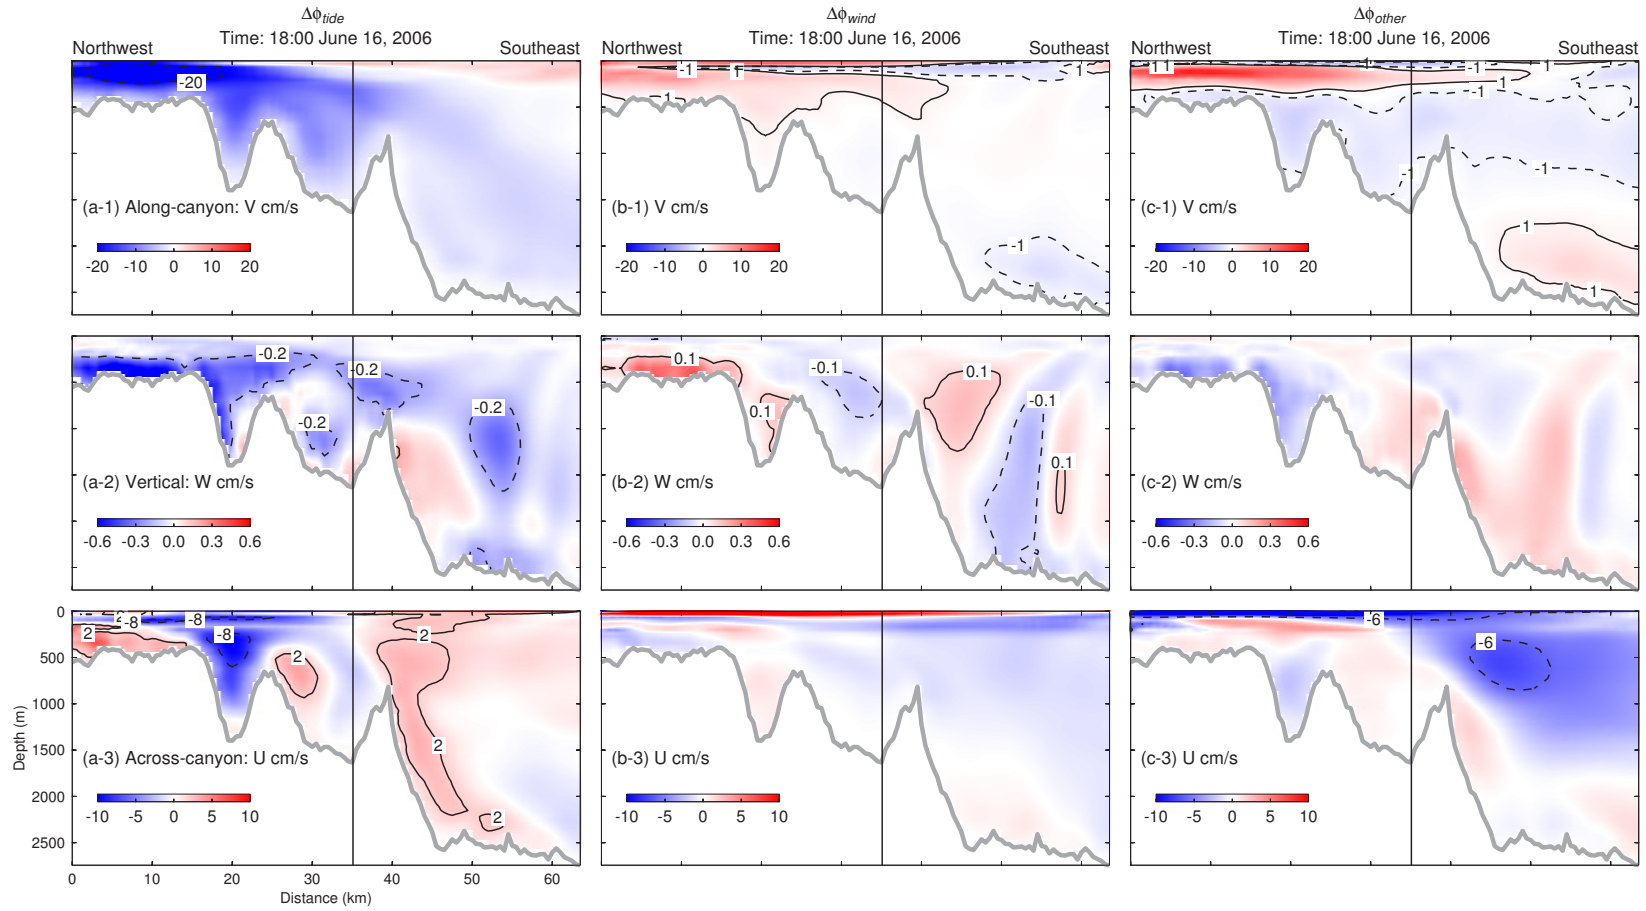 Δϕtide
Time: 18:00 June 16, 2006
Northwest
Southeast
Δϕwind
Time: 18:00 June 16, 2006
Northwest
Southeast
Δϕother
Time: 18:00 June 16, 2006
Northwest
Southeast
-20
(a-1) Along-canyon: V cm/s
-20 -10 0 10 20
-1 1 1
1
-1
(b-1) V cm/s
-20 -10 0 10 20
11 1 -1 1
1
-1
-1 -1
1
1
(c-1) V cm/s
-20 -10 0 10 20
-0.2
-0.2
-0.2
-0.2
(a-2) Vertical: W cm/s
-0.6 -0.3 0.0 0.3 0.6
0.1 -0.1 0.1
0.1 -0.1
0.1
(b-2) W cm/s
-0.6 -0.3 0.0 0.3 0.6
(c-2) W cm/s
-0.6 -0.3 0.0 0.3 0.6
0
500
1000
1500
2000
2500
Depth (m)
2 -8 -8
2 -8 2
2
2
2
(a-3) Across-canyon: U cm/s
-10 -5 0 5 10
0 10 20 30 40 50 60
Distance (km)
(b-3) U cm/s
-10 -5 0 5 10
-6
-6
(c-3) U cm/s
-10 -5 0 5 10